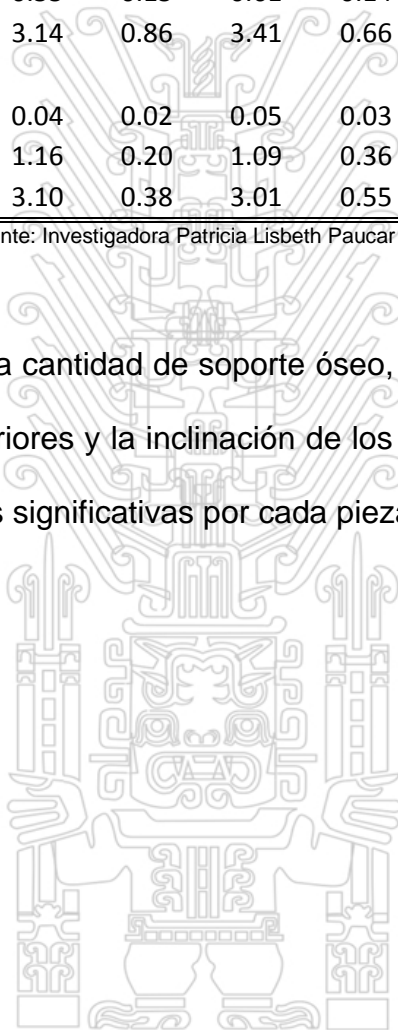 3.14 0.86 3.41 0.66
0.04 0.02 0.05 0.03
1.16 0.20 1.09 0.36
3.10 0.38 3.01 0.55
nte: Investigadora Patricia Lisbeth Paucar
a cantidad de soporte óseo,
riores y la inclinación de los
s significativas por cada pieza